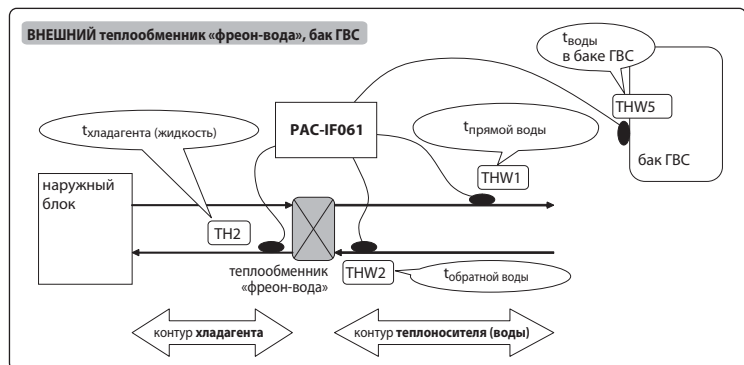 ВНЕШНИЙ теплообменник «фреон-вода», бак ГВС
tводы
в баке ГВС
THW5
бак ГВС
PAC-IF061
tхладагента (жидкость)
tпрямой воды
THW1
наружный
блок
TH2
теплообменник
«фреон-вода»
THW2
tобратной воды
контур хладагента
контур теплоносителя (воды)